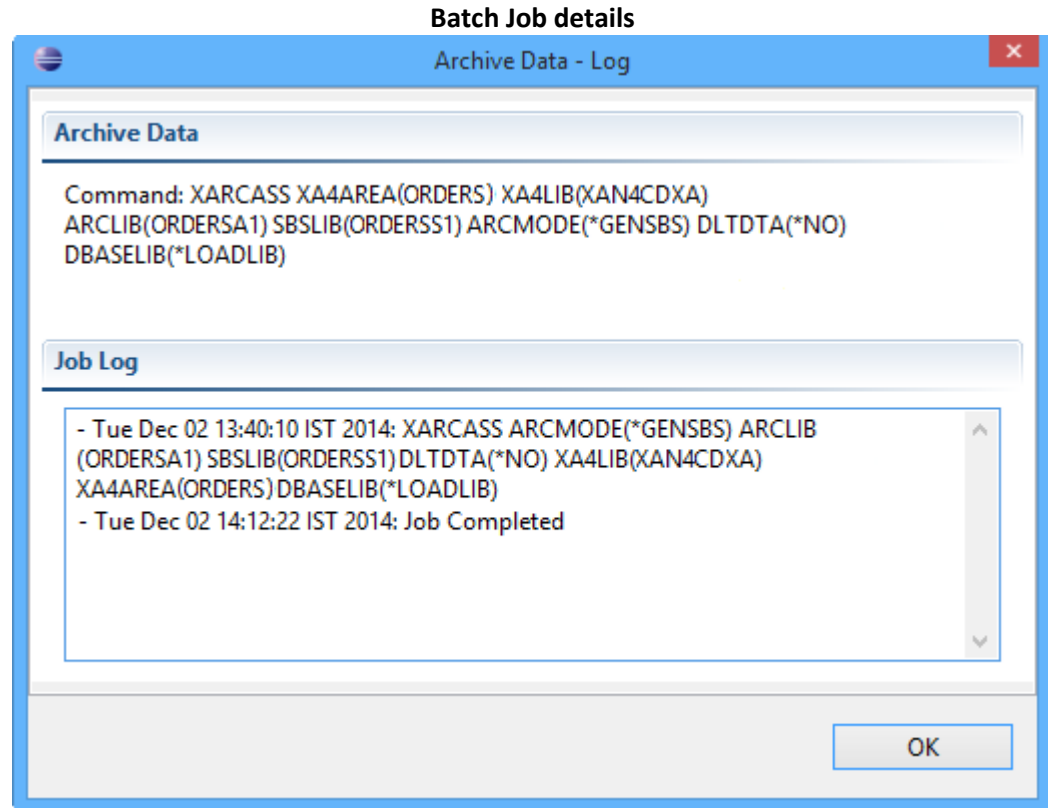 Batch Job details
Archive Data - Log
Archive Data
Command: XARCASS XA4AREA(ORDERS) XA4LIB(XAN4CDXA)
ARCLIB(ORDERSA1) SBSLIB(ORDERSS1) ARCMODE(*GENSBS) DLTDTA(*NO)
DBASELIB(*LOADLIB)
Job Log
- Tue Dec 02 13:40:10 IST 2014: XARCASS ARCMODE(*GENSBS) ARCLIB
(ORDERSA1) SBSLIB(ORDERSS1) DLTDTA(*NO) XA4LIB(XAN4CDXA)
XA4AREA(ORDERS) DBASELIB(*LOADLIB)
- Tue Dec 02 14:12:22 IST 2014: Job Completed
OK